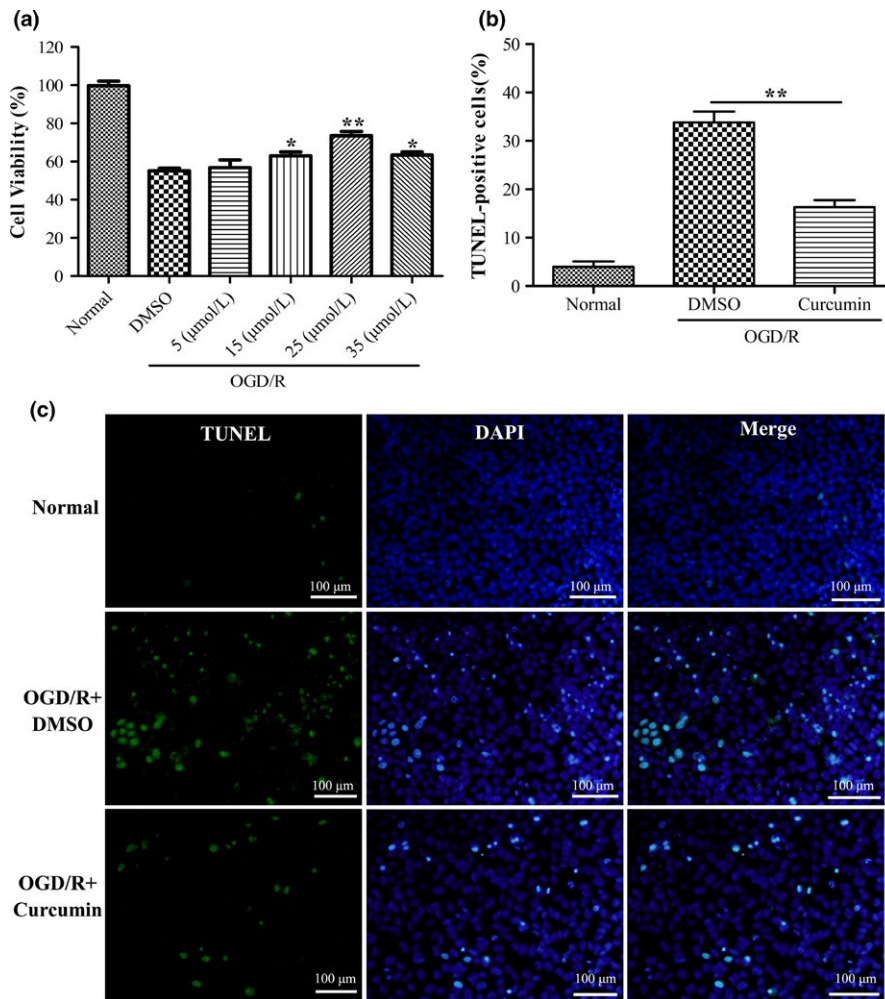 (a)
Cell Viability (%)
120
100
80
60
40
20
0
*
**
*
Normal
DMSO
5 (μmol/L)
15 (μmol/L)
25 (μmol/L)
35 (μmol/L)
OGD/R
(b)
TUNEL-positive cells(%)
50
40
30
20
10
0
**
Normal
DMSO
Curcumin
OGD/R
(c)
TUNEL
DAPI
Merge
Normal
100 μm
100 μm
100 μm
OGD/R+
DMSO
100 μm
100 μm
100 μm
OGD/R+
Curcumin
100 μm
100 μm
100 μm